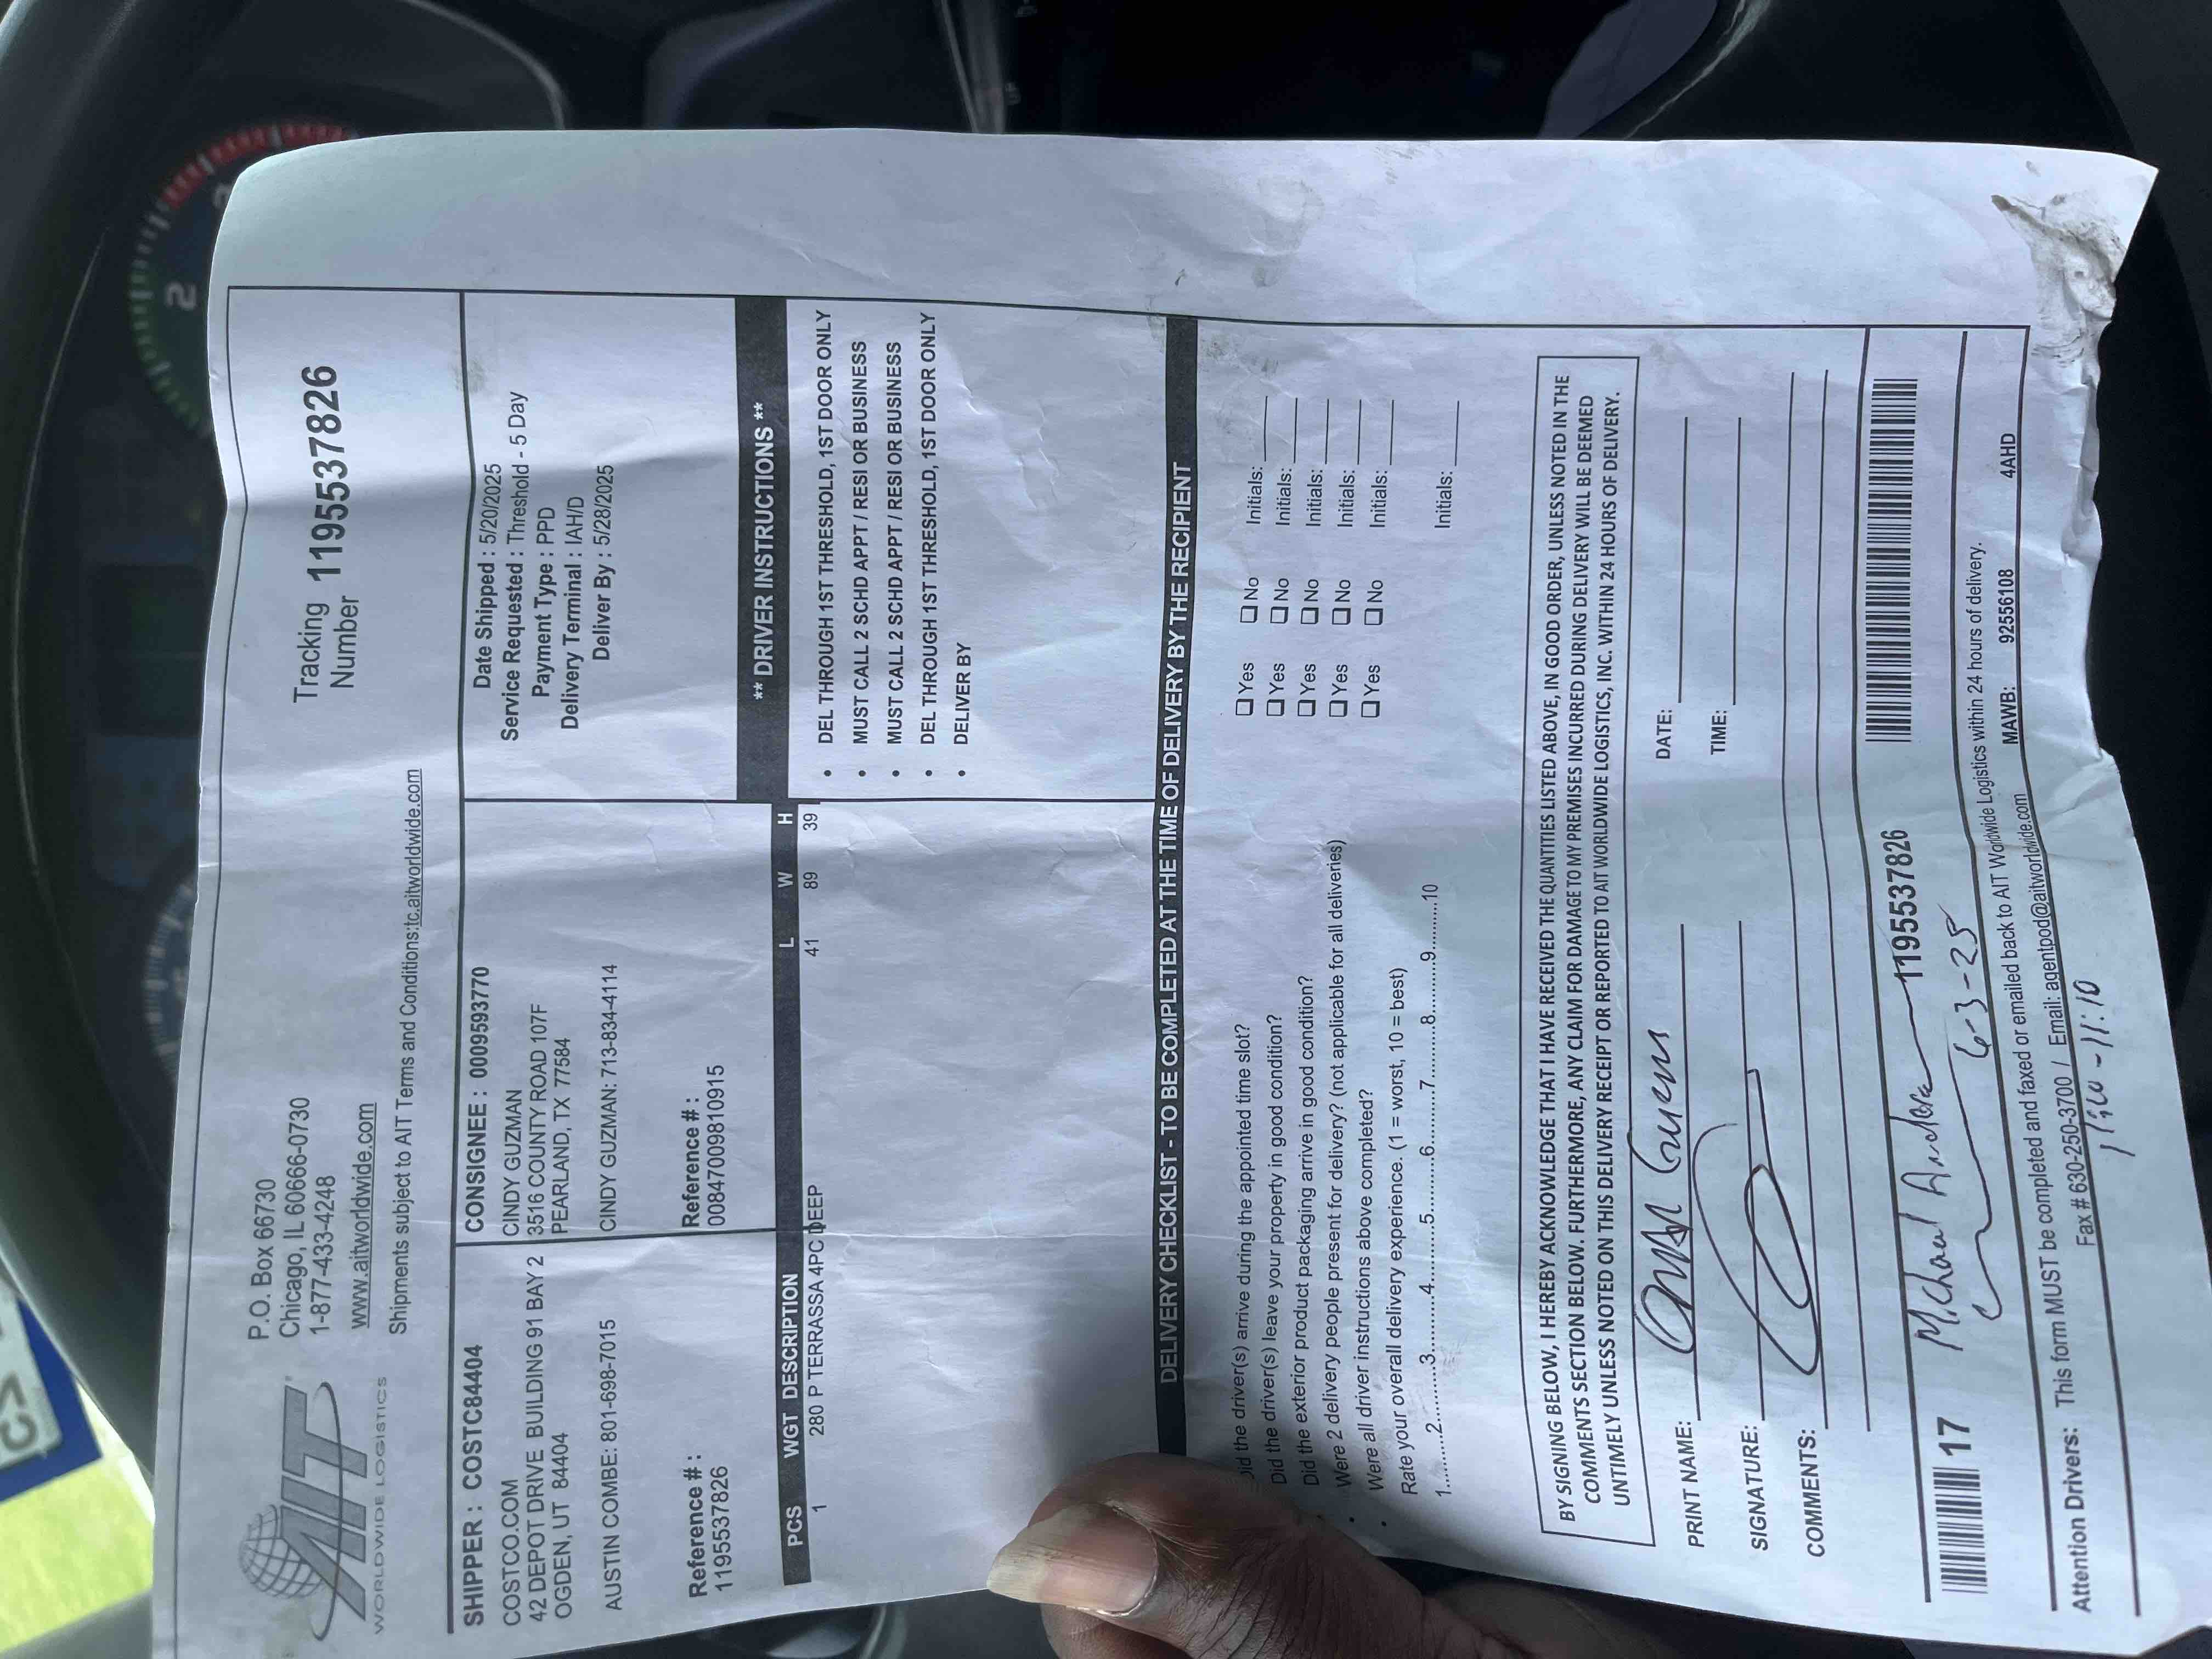 AIT
WORLDWIDE LOGISTICS
P.O. Box 66730
Chicago, IL 60666-0730
1-877-433-4248
www.aitworldwide.com
Shipments subject to AIT Terms and Conditions:tc.aitworldwide.com
Tracking Number 1195537826
SHIPPER : COSTC84404
COSTCO.COM
42 DEPOT DRIVE BUILDING 91 BAY 2
OGDEN, UT 84404
AUSTIN COMBE: 801-698-7015
Reference # :
1195537826
CONSIGNEE : 0009593770
CINDY GUZMAN
3516 COUNTY ROAD 107F
PEARLAND, TX 77584
CINDY GUZMAN: 713-834-4114
Reference # :
00847009810915
Date Shipped : 5/20/2025
Service Requested : Threshold - 5 Day
Payment Type : PPD
Delivery Terminal : IAH/D
Deliver By : 5/28/2025
PCS WGT DESCRIPTION L W H
1 280 P TERRASSA 4PC DEEP 41 89 39
** DRIVER INSTRUCTIONS **
• DEL THROUGH 1ST THRESHOLD, 1ST DOOR ONLY
• MUST CALL 2 SCHD APPT / RESI OR BUSINESS
• MUST CALL 2 SCHD APPT / RESI OR BUSINESS
• DEL THROUGH 1ST THRESHOLD, 1ST DOOR ONLY
• DELIVER BY
DELIVERY CHECKLIST - TO BE COMPLETED AT THE TIME OF DELIVERY BY THE RECIPIENT
Did the driver(s) arrive during the appointed time slot? Yes No Initials:
Did the driver(s) leave your property in good condition? Yes No Initials:
Did the exterior product packaging arrive in good condition? Yes No Initials:
Were 2 delivery people present for delivery? (not applicable for all deliveries) Yes No Initials:
Were all driver instructions above completed? Yes No Initials:
Rate your overall delivery experience. (1 = worst, 10 = best)
1..........2..........3..........4..........5..........6..........7..........8..........9..........10 Initials:
BY SIGNING BELOW, I HEREBY ACKNOWLEDGE THAT I HAVE RECEIVED THE QUANTITIES LISTED ABOVE, IN GOOD ORDER, UNLESS NOTED IN THE
COMMENTS SECTION BELOW. FURTHERMORE, ANY CLAIM FOR DAMAGE TO MY PREMISES INCURRED DURING DELIVERY WILL BE DEEMED
UNTIMELY UNLESS NOTED ON THIS DELIVERY RECEIPT OR REPORTED TO AIT WORLDWIDE LOGISTICS, INC. WITHIN 24 HOURS OF DELIVERY.
PRINT NAME: Omar DATE:
SIGNATURE: TIME:
COMMENTS:
17 Michael 1195537826
6-3-25
Attention Drivers: This form MUST be completed and faxed or emailed back to AIT Worldwide Logistics within 24 hours of delivery.
Fax # 630-250-3700 / Email: agentpod@aitworldwide.com
MAWB: 92556108 4AHD
-11:10
2